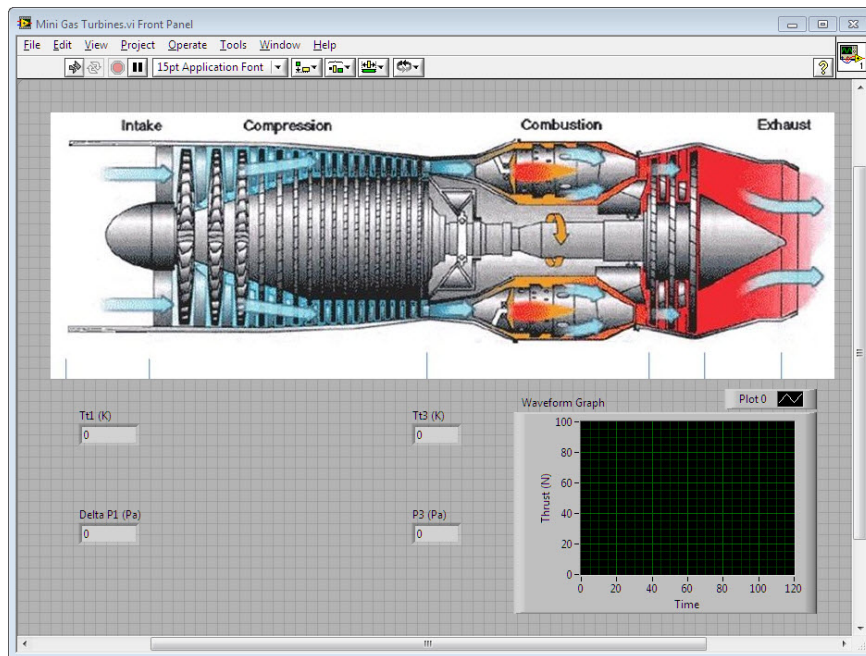 Mini Gas Turbines.vi Front Panel
File Edit View Project Operate Tools Window Help
15pt Application Font
?
1
Intake Compression Combustion Exhaust
Tt1 (K)
0
Tt3 (K)
0
Delta P1 (Pa)
0
P3 (Pa)
0
Waveform Graph
Plot 0
Thrust (N)
100
80
60
40
20
0
0 20 40 60 80 100 120
Time